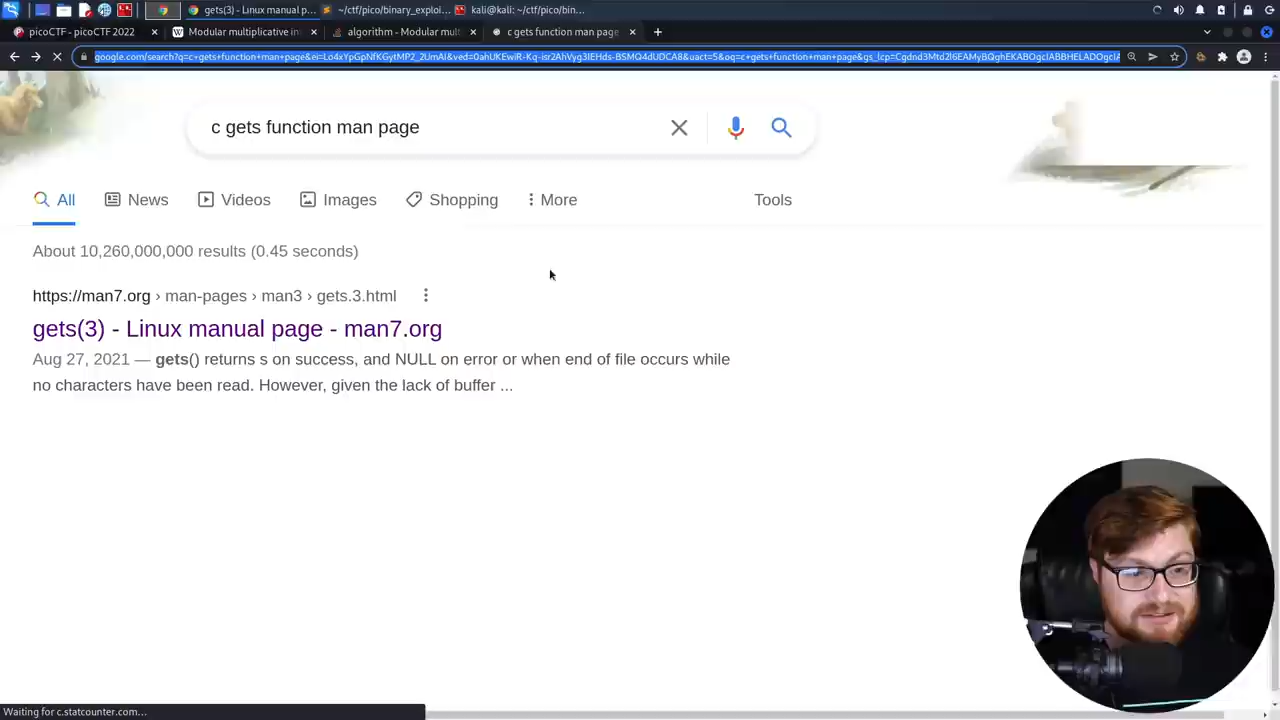 gets(3) - Linux manual p...
~/ctf/pico/binary_exploi...
kali@kali: ~/ctf/pico/bin...
picoCTF - picoCTF 2022
Modular multiplicative in
algorithm - Modular mult
c gets function man page
c gets function man page
All
News
Videos
Images
Shopping
More
Tools
About 10,260,000,000 results (0.45 seconds)
https://man7.org › man-pages › man3 › gets.3.html
gets(3) - Linux manual page - man7.org
Aug 27, 2021 — gets() returns s on success, and NULL on error or when end of file occurs while
no characters have been read. However, given the lack of buffer ...
Waiting for c.statcounter.com...